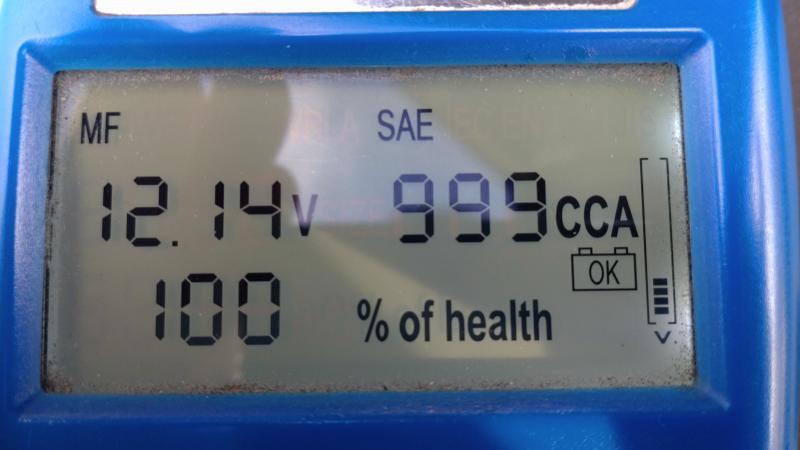 MF SAE
12.14V 999CCA
OK
100 % of health